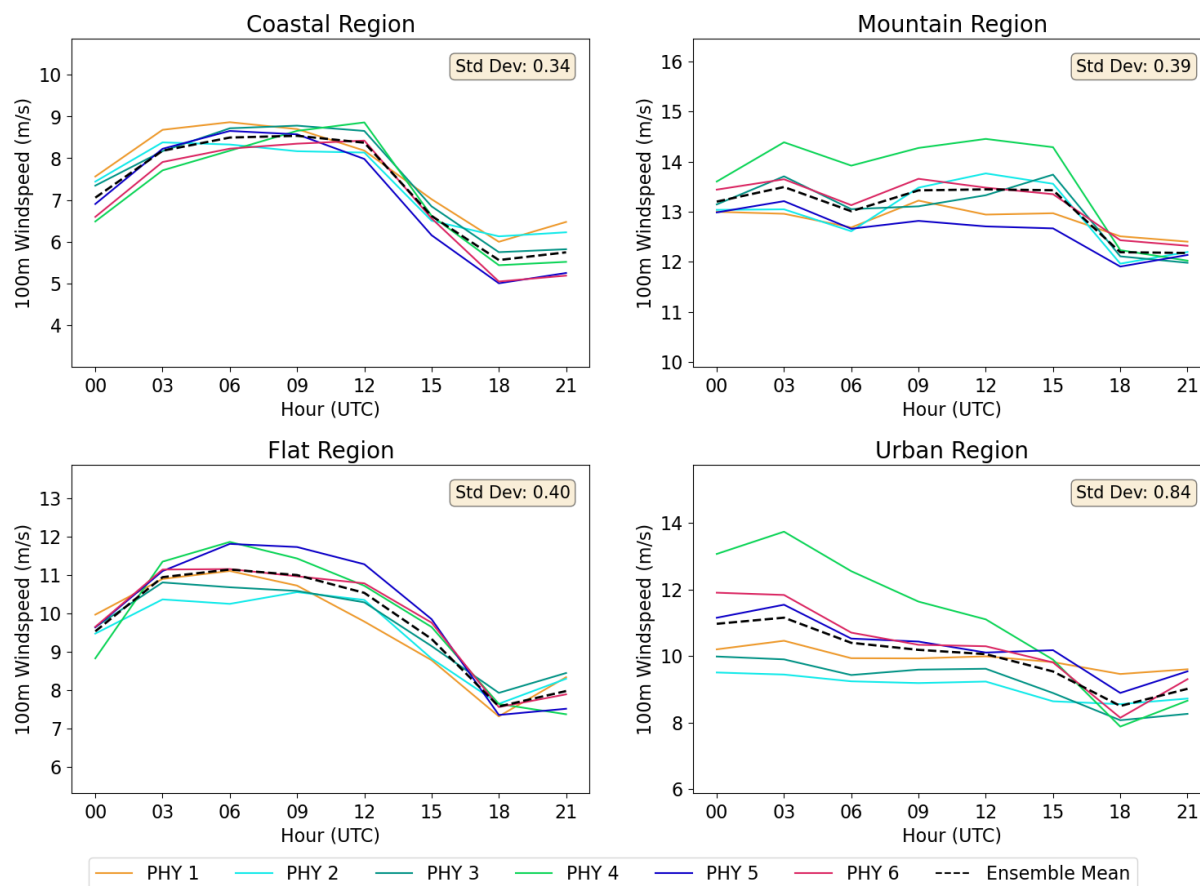 Coastal Region
Std Dev: 0.34
100m Windspeed (m/s)
10
9
8
7
6
5
4
00 03 06 09 12 15 18 21
Hour (UTC)
Mountain Region
Std Dev: 0.39
100m Windspeed (m/s)
16
15
14
13
12
11
10
00 03 06 09 12 15 18 21
Hour (UTC)
Flat Region
Std Dev: 0.40
100m Windspeed (m/s)
13
12
11
10
9
8
7
6
00 03 06 09 12 15 18 21
Hour (UTC)
Urban Region
Std Dev: 0.84
100m Windspeed (m/s)
14
12
10
8
6
00 03 06 09 12 15 18 21
Hour (UTC)
PHY 1 PHY 2 PHY 3 PHY 4 PHY 5 PHY 6 Ensemble Mean